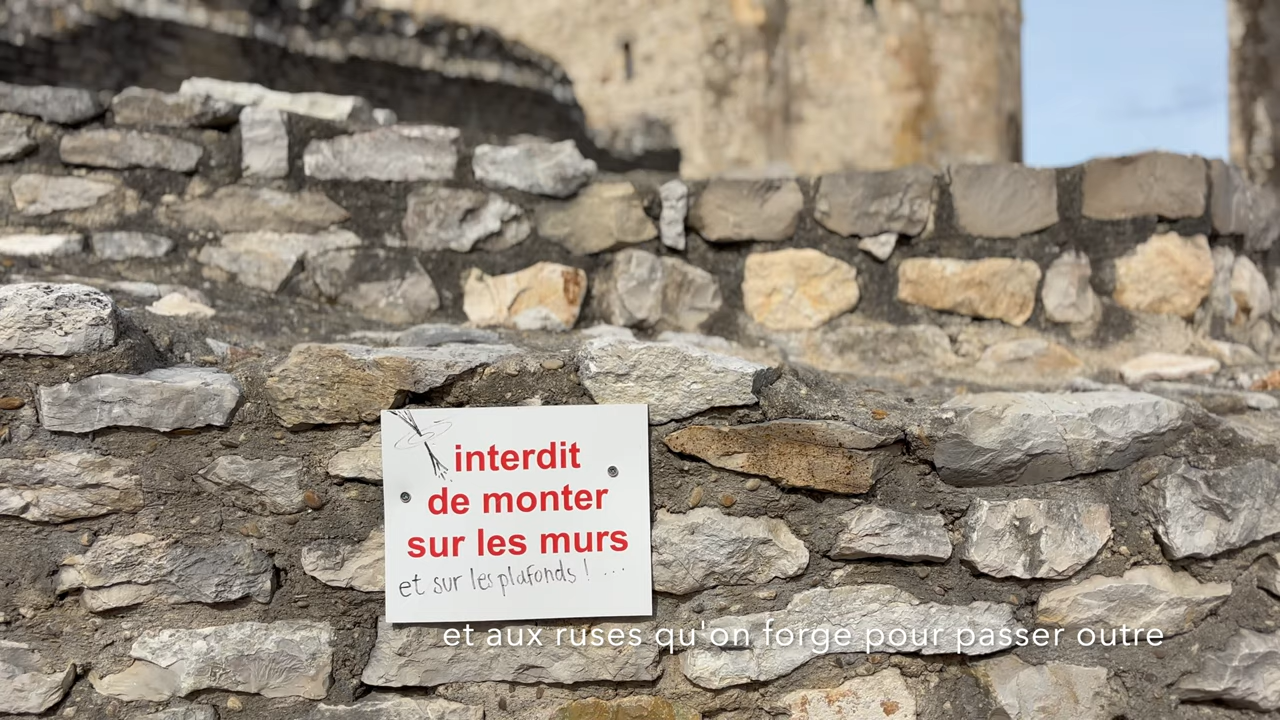 interdit
de monter
sur les murs
et sur les plafonds ! ...
et aux ruses qu'on forge pour passer outre